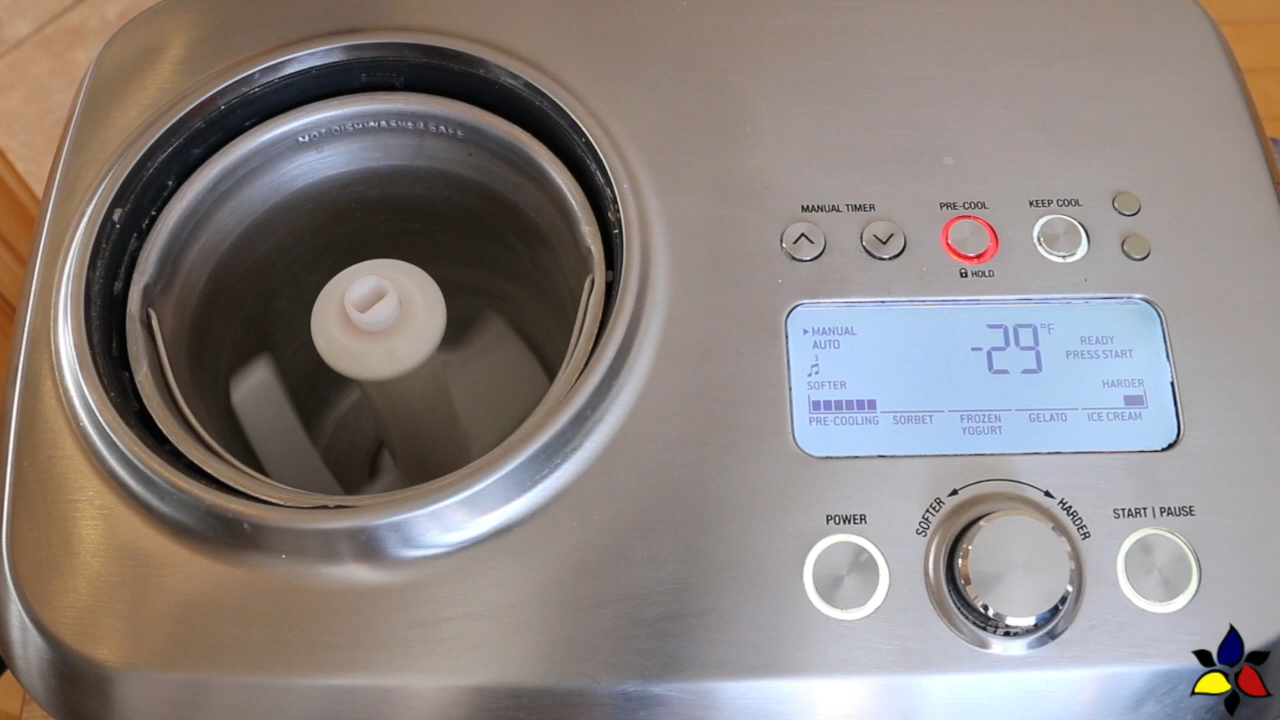 NOT DISHWASHER SAFE
MANUAL TIMER
PRE-COOL
KEEP COOL
HOLD
MANUAL
AUTO
-29°F
READY
PRESS START
3
SOFTER
HARDER
PRE-COOLING
SORBET
FROZEN
YOGURT
GELATO
ICE CREAM
POWER
SOFTER
HARDER
START | PAUSE